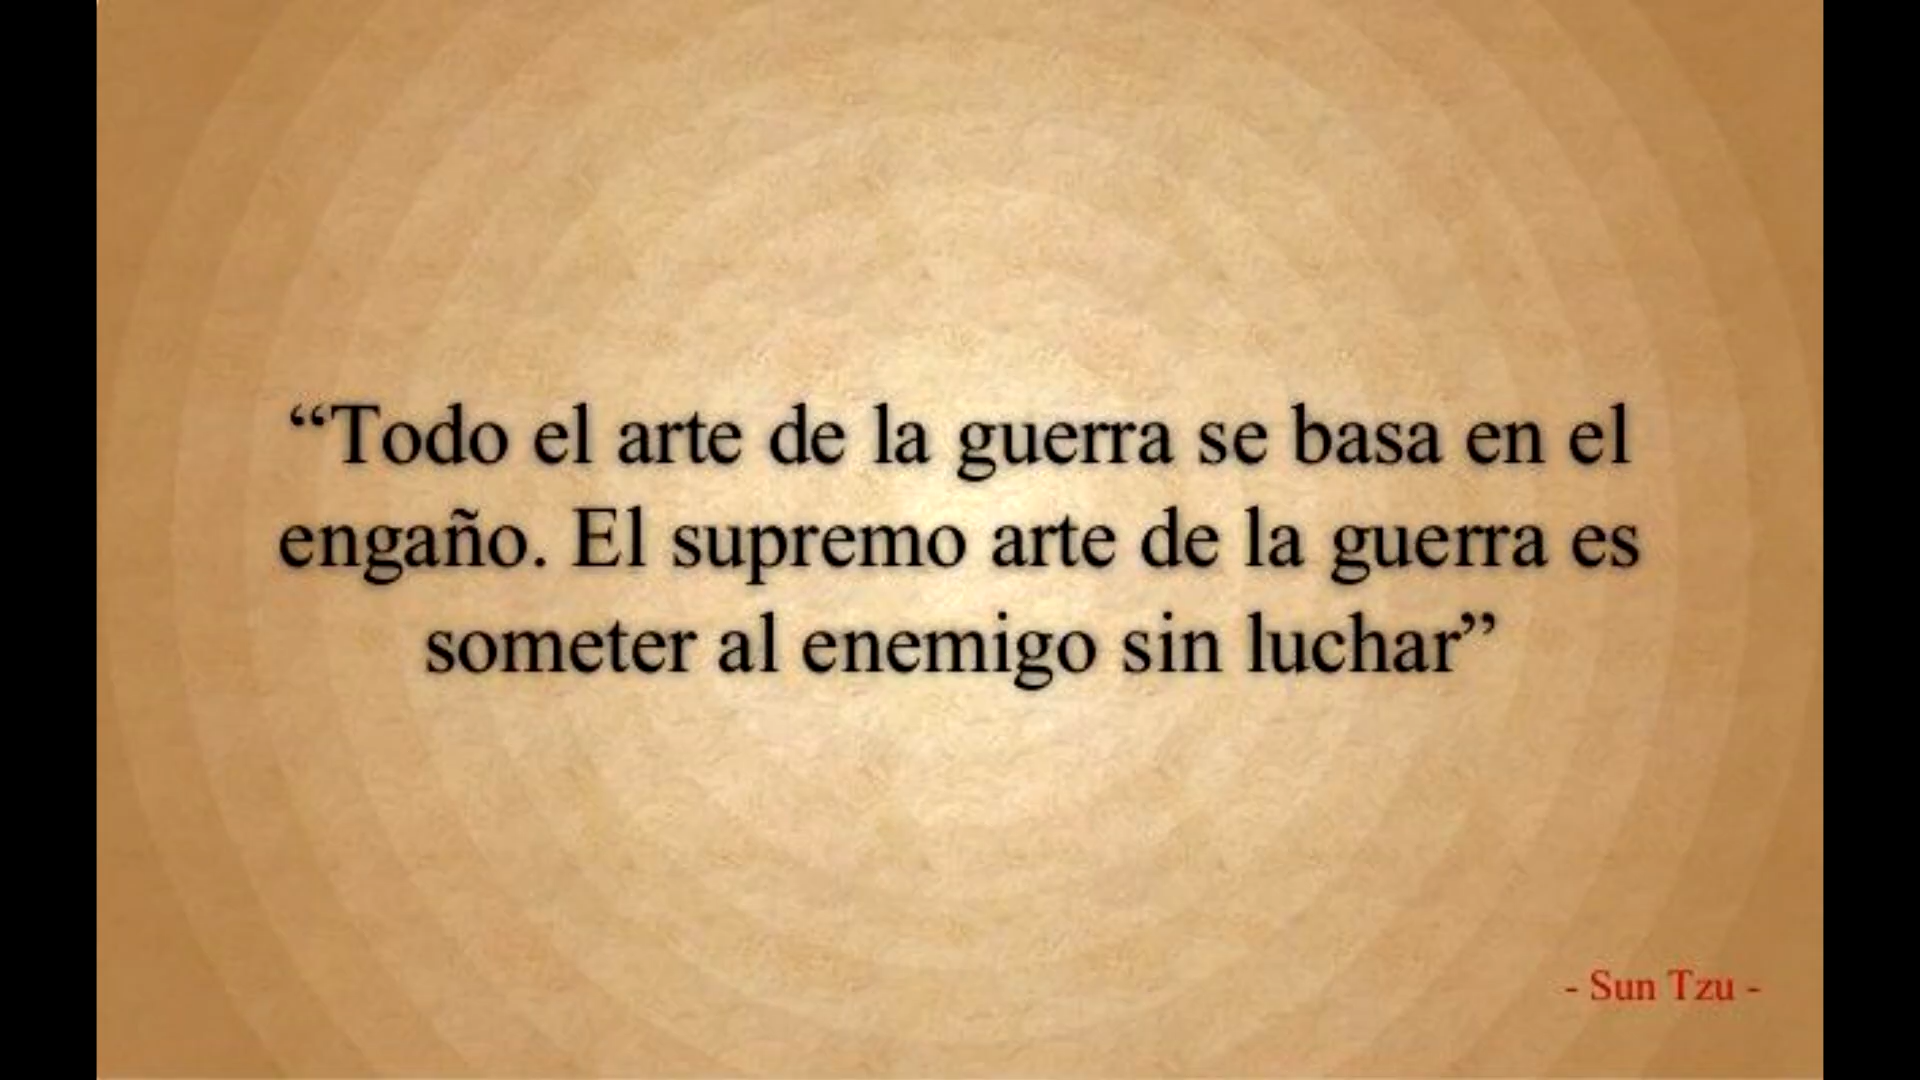 “Todo el arte de la guerra se basa en el
engaño. El supremo arte de la guerra es
someter al enemigo sin luchar”
- Sun Tzu -